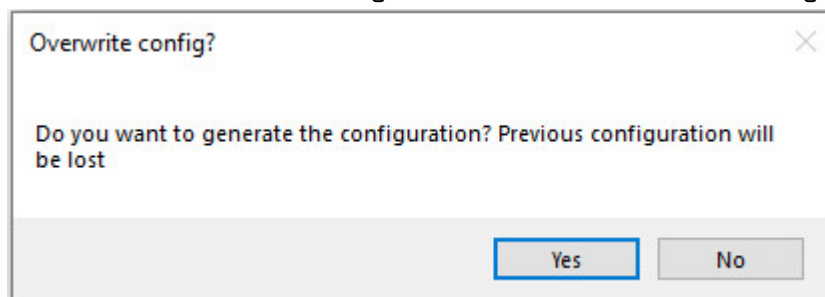 Overwrite config?
Do you want to generate the configuration? Previous configuration will
be lost
Yes
No